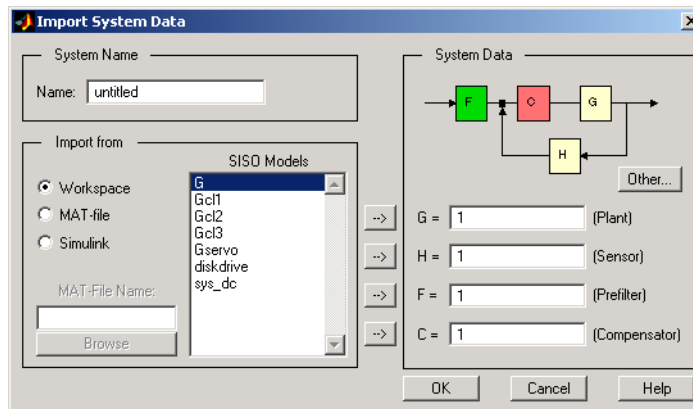 Import System Data
System Name
Name: untitled
Import from
Workspace
MAT-file
Simulink
MAT-File Name:
Browse
SISO Models
G
Gcl1
Gcl2
Gcl3
Gservo
diskdrive
sys_dc
-->
-->
-->
-->
System Data
F
C
G
H
Other...
G = 1 (Plant)
H = 1 (Sensor)
F = 1 (Prefilter)
C = 1 (Compensator)
OK
Cancel
Help